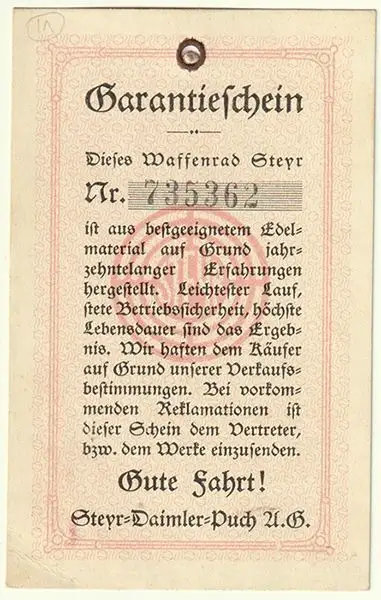 1A
Garantieschein
Dieses Waffenrad Steyr
Nr. 735362
ist aus bestgeeignetem Edel-
material auf Grund jahr-
zehntelanger Erfahrungen
hergestellt. Leichtester Lauf,
stete Betriebssicherheit, höchste
Lebensdauer sind das Ergeb-
nis. Wir haften dem Käufer
auf Grund unserer Verkaufs-
bestimmungen. Bei vorkom-
menden Reklamationen ist
dieser Schein dem Vertreter,
bzw. dem Werke einzusenden.
Gute Fahrt!
Steyr-Daimler-Puch A.G.